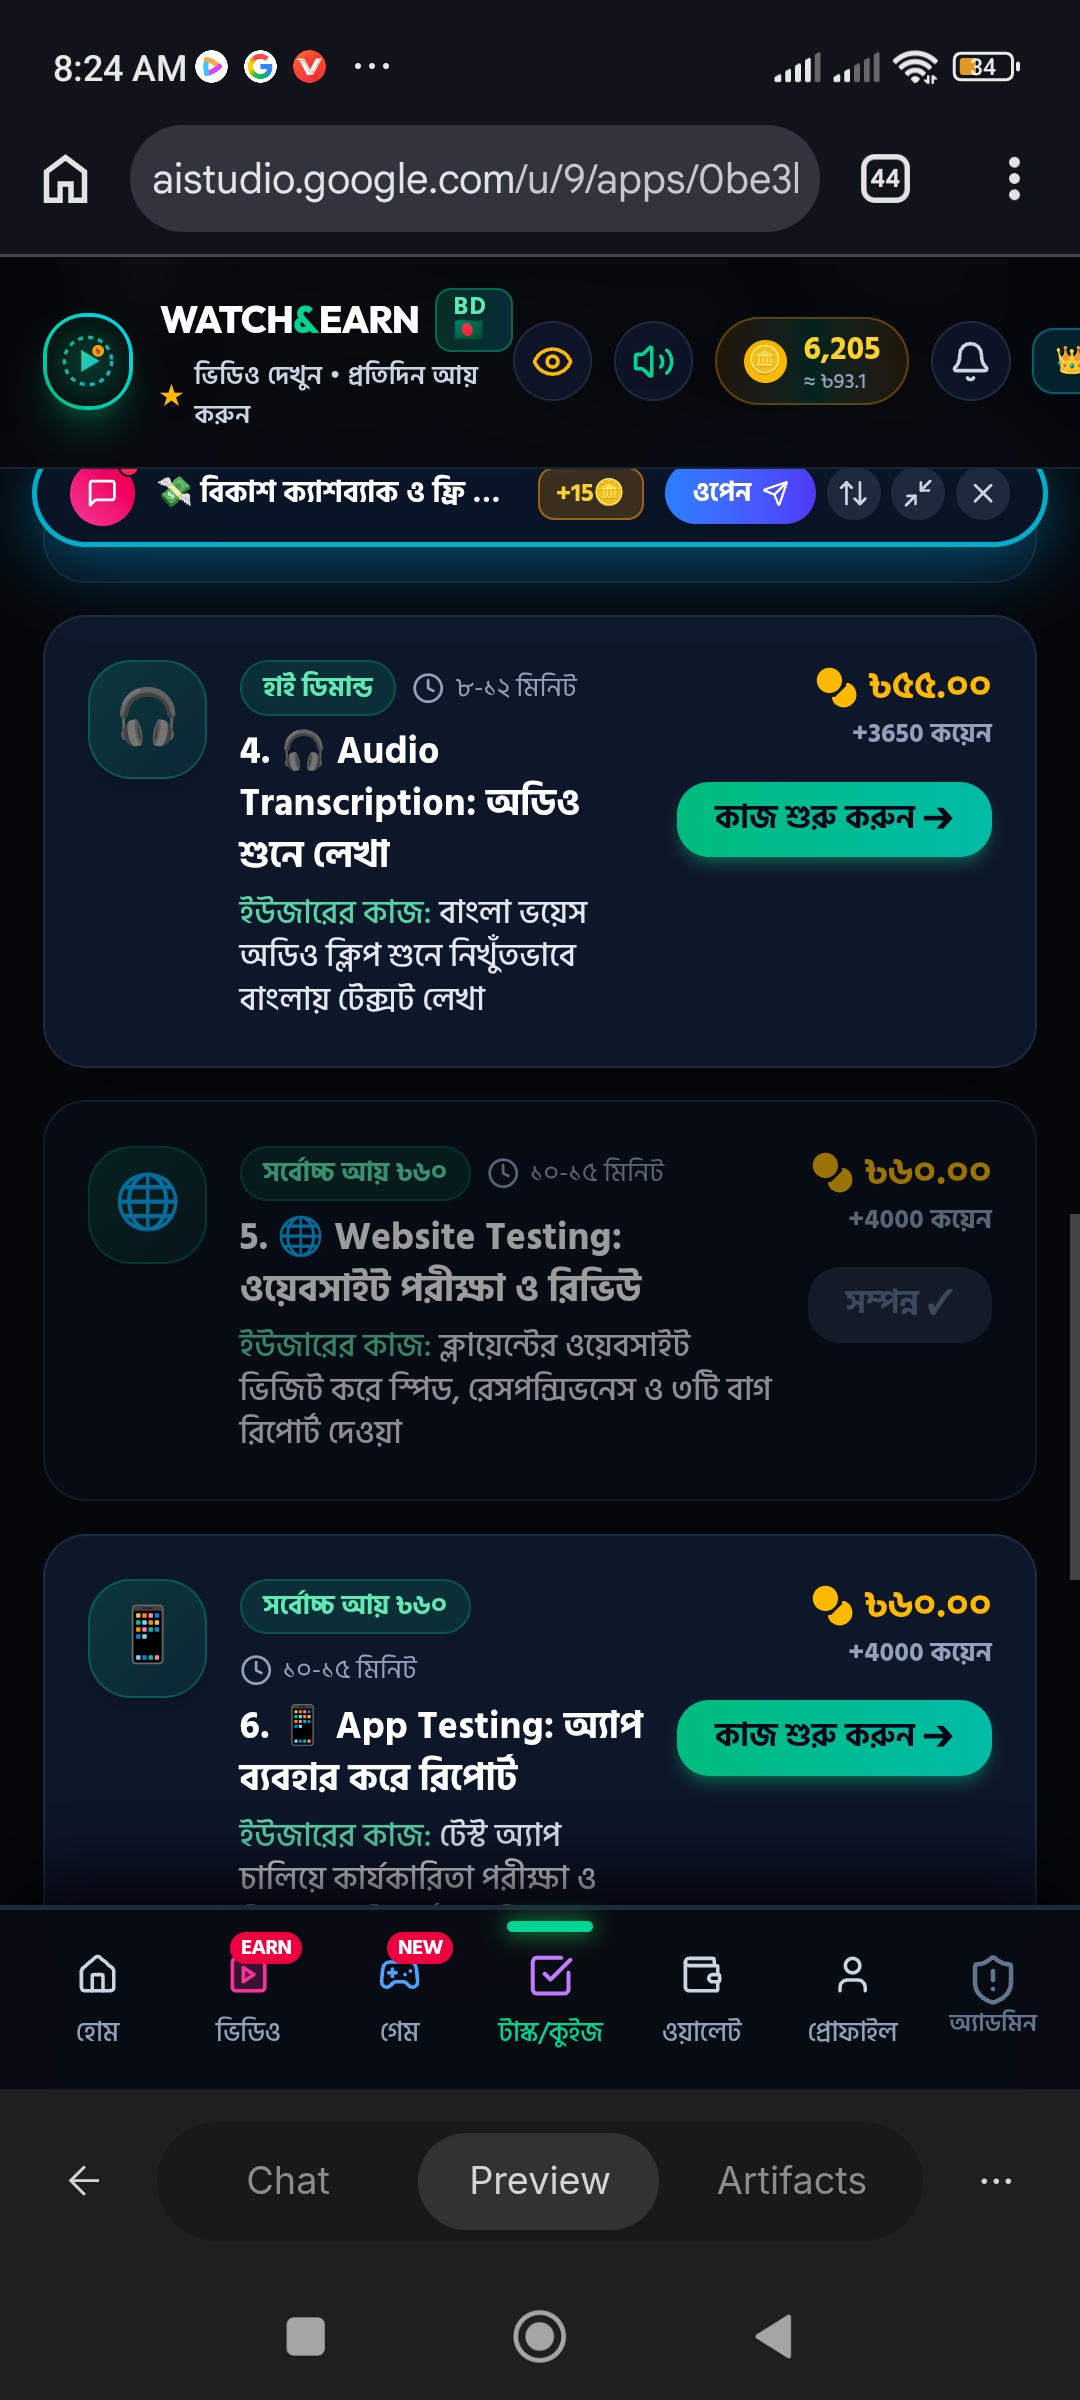 8:24 AM
34
aistudio.google.com/u/9/apps/0be3l
44
WATCH&EARN
BD
ভিডিও দেখুন • প্রতিদিন আয়
করুন
6,205
≈ ৳93.1
💸 বিকাশ ক্যাশব্যাক ও ফ্রি ...
+15
ওপেন
হাই ডিমান্ড
৮-১২ মিনিট
৳৫৫.০০
+3650 কয়েন
4. 🎧 Audio
Transcription: অডিও
শুনে লেখা
কাজ শুরু করুন →
ইউজারের কাজ: বাংলা ভয়েস
অডিও ক্লিপ শুনে নিখুঁতভাবে
বাংলায় টেক্সট লেখা
সর্বোচ্চ আয় ৳৬০
১০-১৫ মিনিট
৳৬০.০০
+4000 কয়েন
5. 🌐 Website Testing:
ওয়েবসাইট পরীক্ষা ও রিভিউ
সম্পন্ন ✓
ইউজারের কাজ: ক্লায়েন্টের ওয়েবসাইট
ভিজিট করে স্পিড, রেসপন্সিভনেস ও ৩টি বাগ
রিপোর্ট দেওয়া
সর্বোচ্চ আয় ৳৬০
১০-১৫ মিনিট
৳৬০.০০
+4000 কয়েন
6. 📱 App Testing: অ্যাপ
ব্যবহার করে রিপোর্ট
কাজ শুরু করুন →
ইউজারের কাজ: টেস্ট অ্যাপ
চালিয়ে কার্যকারিতা পরীক্ষা ও
EARN
NEW
হোম
ভিডিও
গেম
টাস্ক/কুইজ
ওয়ালেট
প্রোফাইল
অ্যাডমিন
Chat
Preview
Artifacts